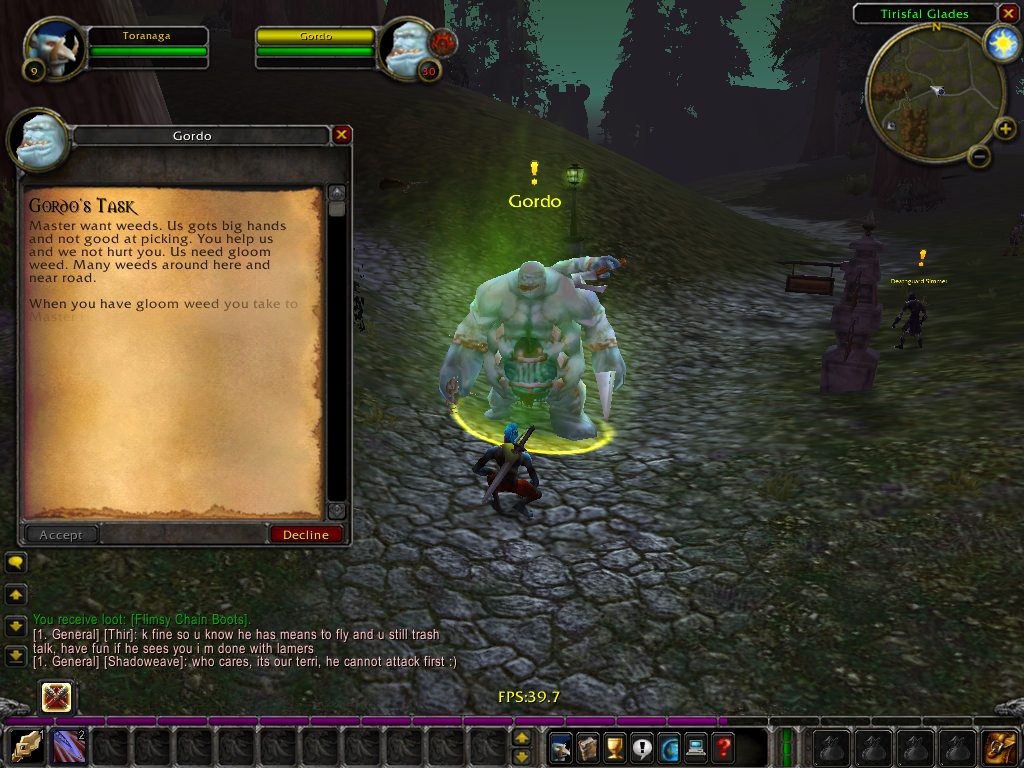 Toranaga
9
Gordo
30
Tirisfal Glades
N
Gordo
Gordo's Task
Master want weeds. Us gots big hands
and not good at picking. You help us
and we not hurt you. Us need gloom
weed. Many weeds around here and
near road.
When you have gloom weed you take to
Master
Accept
Decline
Gordo
Deathguard Simmer
You receive loot: [Flimsy Chain Boots].
[1. General] [Thir]: k fine so u know he has means to fly and u still trash
talk, have fun if he sees you i m done with lamers
[1. General] [Shadoweave]: who cares, its our terri, he cannot attack first :)
FPS:39.7
1
2